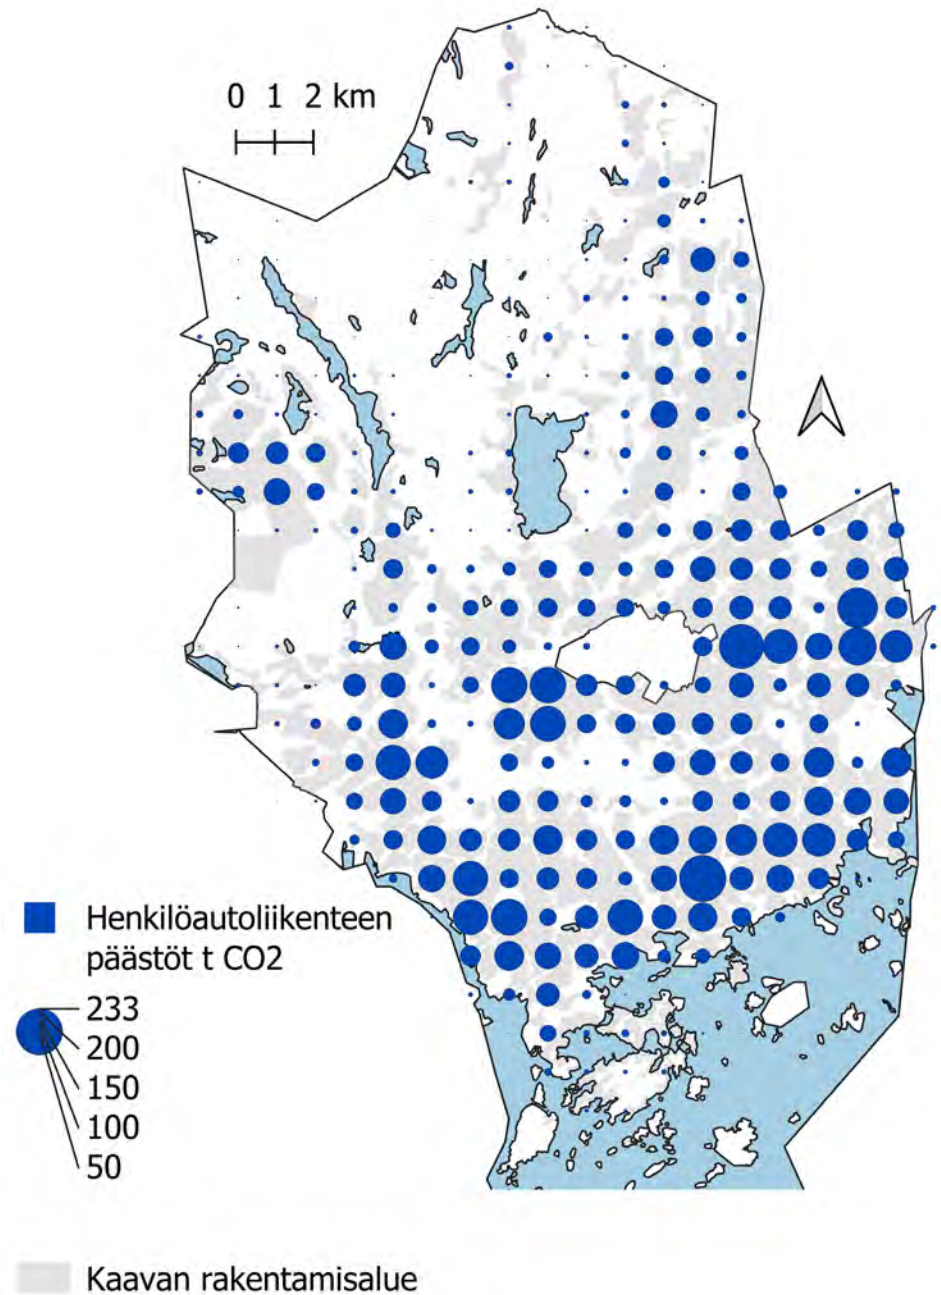 0 1 2 km
Henkilöautoliikenteen
päästöt t CO2
233
200
150
100
50
Kaavan rakentamisalue